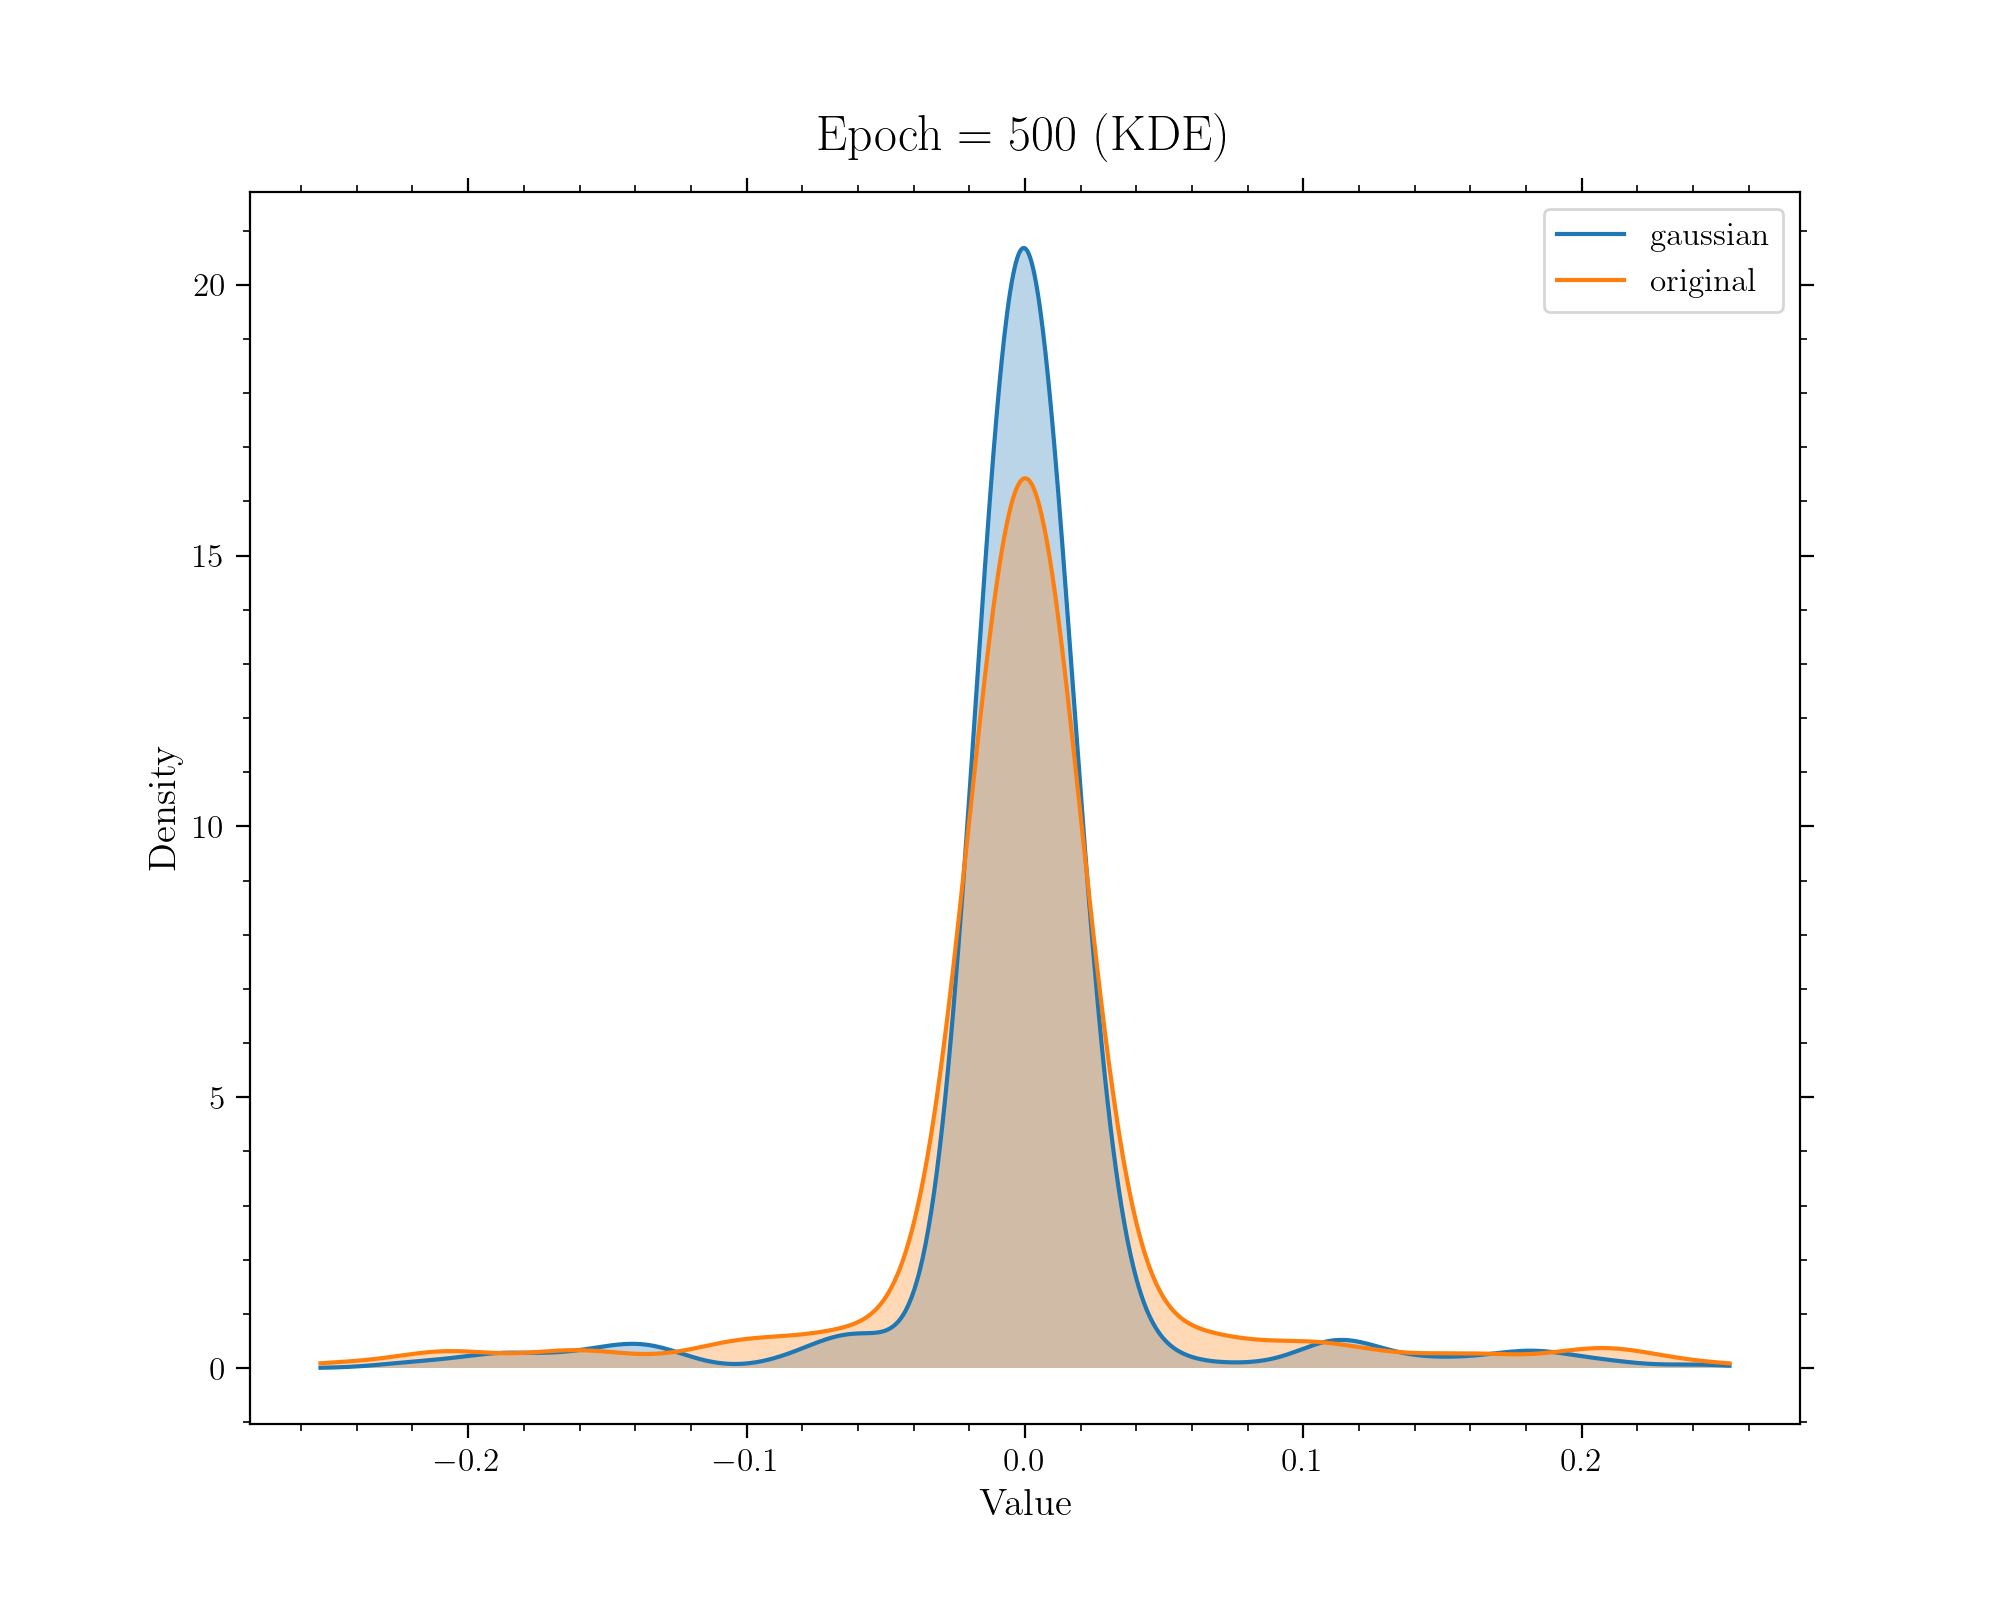 Epoch = 500 (KDE)
gaussian
original
20
15
10
5
0
Density
−0.2 −0.1 0.0 0.1 0.2
Value